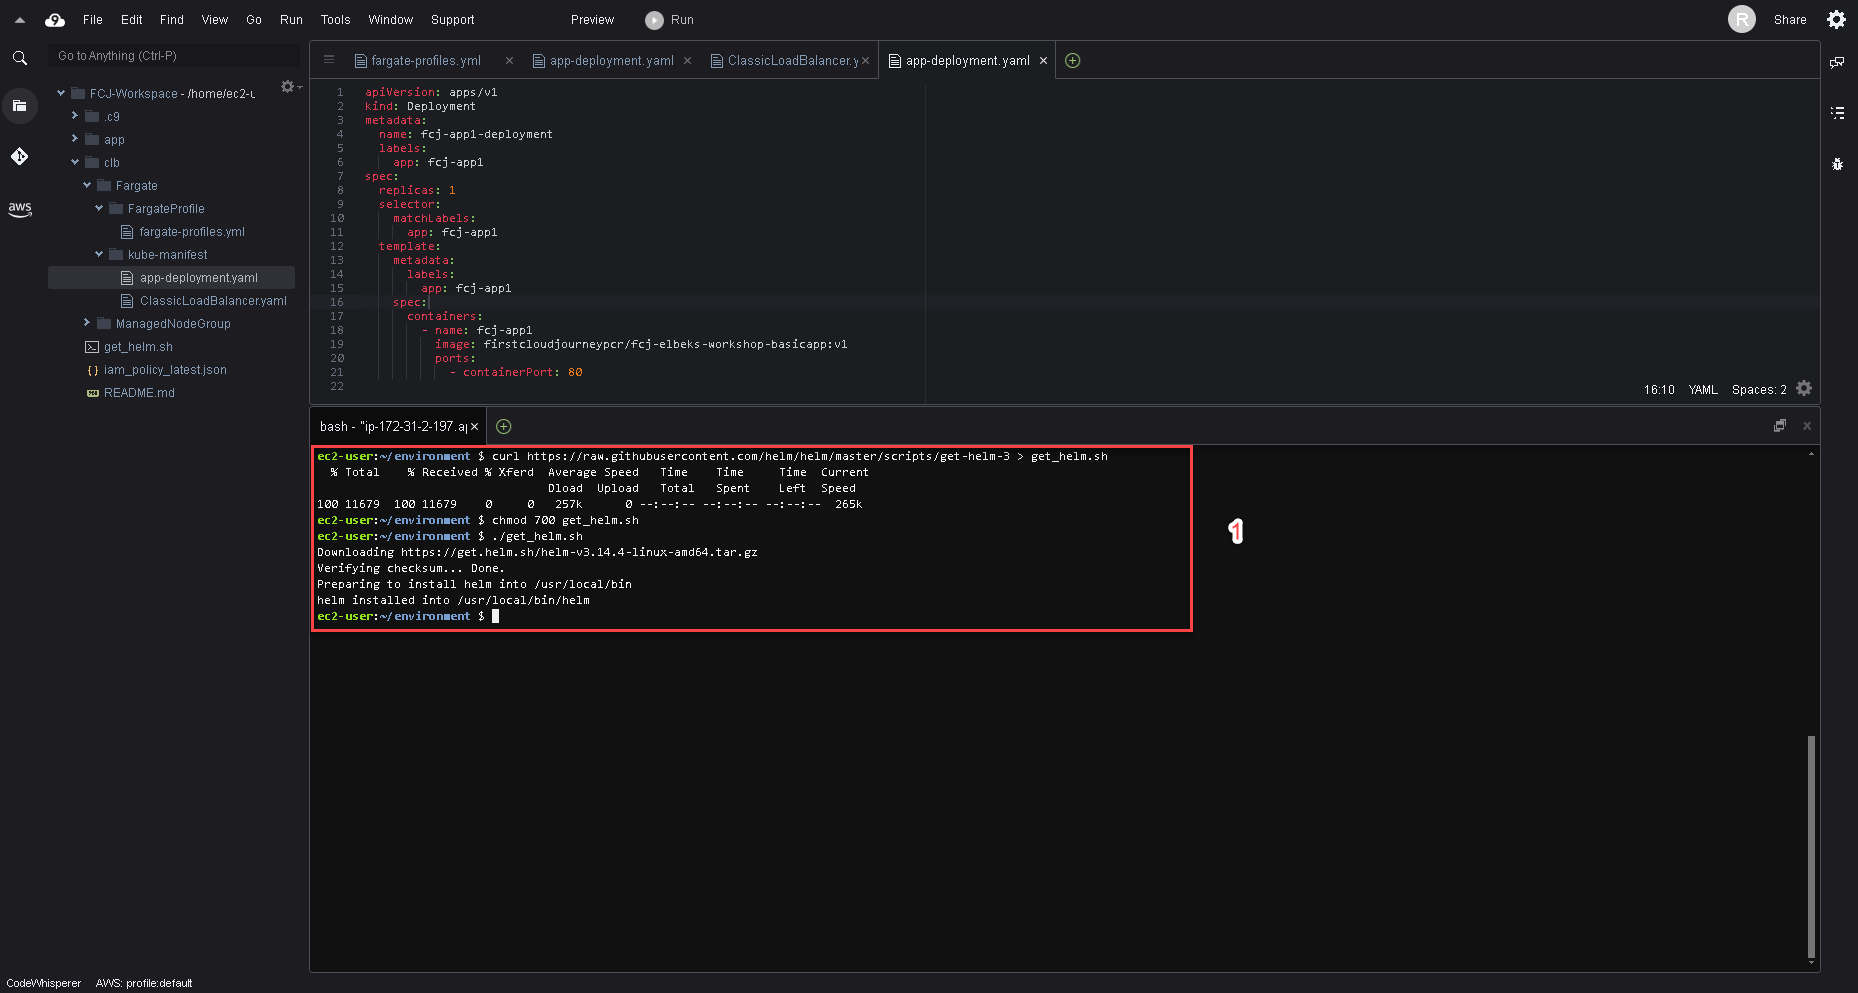 File Edit Find View Go Run Tools Window Support Preview Run R Share
Go to Anything (Ctrl-P)
FCJ-Workspace - /home/ec2-u
.c9
app
clb
Fargate
FargateProfile
fargate-profiles.yml
kube-manifest
app-deployment.yaml
ClassicLoadBalancer.yaml
ManagedNodeGroup
get_helm.sh
{} iam_policy_latest.json
README.md
aws
fargate-profiles.yml
app-deployment.yaml
ClassicLoadBalancer.y
app-deployment.yaml
1 apiVersion: apps/v1
2 kind: Deployment
3 metadata:
4 name: fcj-app1-deployment
5 labels:
6 app: fcj-app1
7 spec:
8 replicas: 1
9 selector:
10 matchLabels:
11 app: fcj-app1
12 template:
13 metadata:
14 labels:
15 app: fcj-app1
16 spec:
17 containers:
18 - name: fcj-app1
19 image: firstcloudjourneypcr/fcj-elbeks-workshop-basicapp:v1
20 ports:
21 - containerPort: 80
22
16:10 YAML Spaces: 2
bash - "ip-172-31-2-197.ap
ec2-user:~/environment $ curl https://raw.githubusercontent.com/helm/helm/master/scripts/get-helm-3 > get_helm.sh
% Total % Received % Xferd Average Speed Time Time Time Current
Dload Upload Total Spent Left Speed
100 11679 100 11679 0 0 257k 0 --:--:-- --:--:-- --:--:-- 265k
ec2-user:~/environment $ chmod 700 get_helm.sh
ec2-user:~/environment $ ./get_helm.sh
Downloading https://get.helm.sh/helm-v3.14.4-linux-amd64.tar.gz
Verifying checksum... Done.
Preparing to install helm into /usr/local/bin
helm installed into /usr/local/bin/helm
ec2-user:~/environment $
1
CodeWhisperer AWS: profile:default